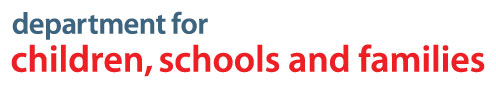 department for
children, schools and families